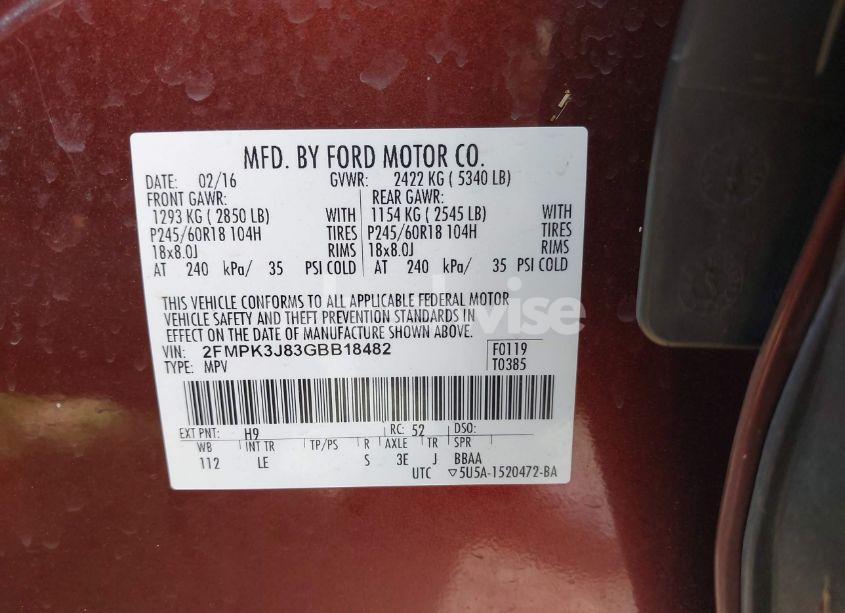 MFD. BY FORD MOTOR CO.
DATE: 02/16 GVWR: 2422 KG ( 5340 LB)
FRONT GAWR: REAR GAWR:
1293 KG ( 2850 LB) WITH 1154 KG ( 2545 LB) WITH
P245/60R18 104H TIRES P245/60R18 104H TIRES
18x8.0J RIMS 18x8.0J RIMS
AT 240 kPa/ 35 PSI COLD AT 240 kPa/ 35 PSI COLD
THIS VEHICLE CONFORMS TO ALL APPLICABLE FEDERAL MOTOR
VEHICLE SAFETY AND THEFT PREVENTION STANDARDS IN
EFFECT ON THE DATE OF MANUFACTURE SHOWN ABOVE.
VIN: 2FMPK3J83GBB18482 F0119
TYPE: MPV T0385
EXT PNT: H9 RC: 52 DSO:
WB INT TR TP/PS R AXLE TR SPR
112 LE S 3E J BBAA
UTC ▽5U5A-1520472-BA